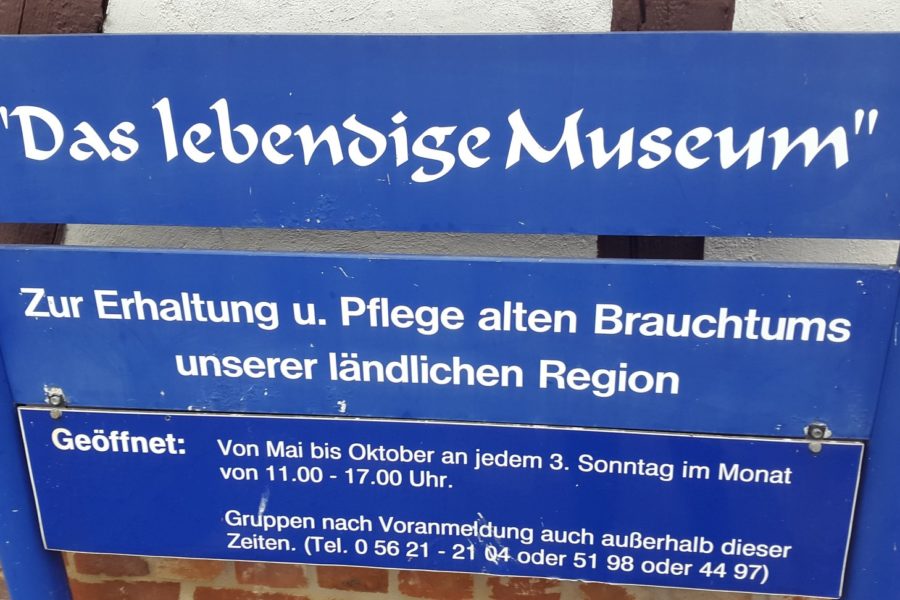 "Das lebendige Museum"
Zur Erhaltung u. Pflege alten Brauchtums
unserer ländlichen Region
Geöffnet: Von Mai bis Oktober an jedem 3. Sonntag im Monat
von 11.00 - 17.00 Uhr.
Gruppen nach Voranmeldung auch außerhalb dieser
Zeiten. (Tel. 0 56 21 - 21 04 oder 51 98 oder 44 97)